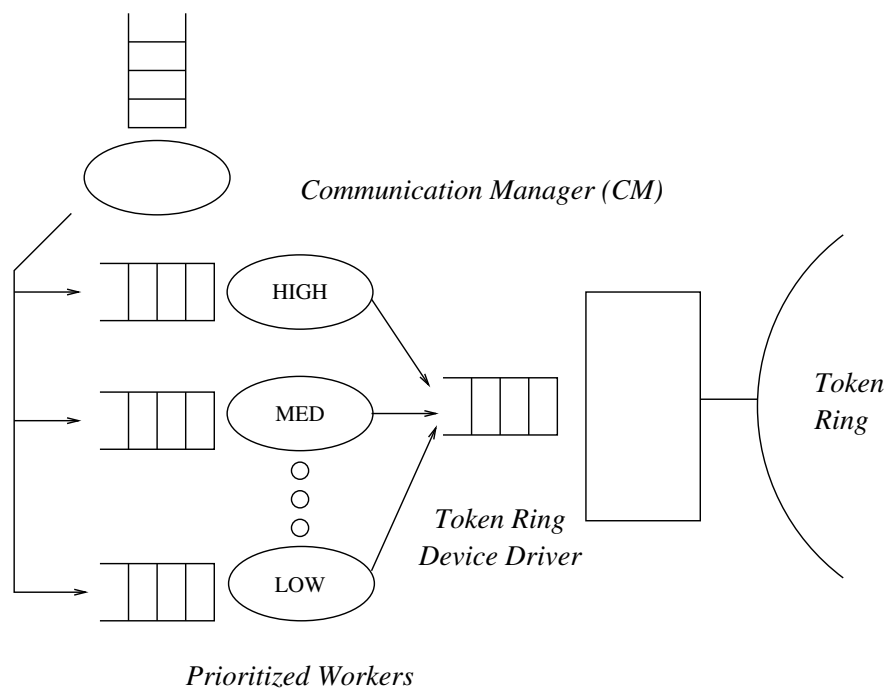 Communication Manager (CM)
HIGH
MED
LOW
Token Ring
Device Driver
Token
Ring
Prioritized Workers